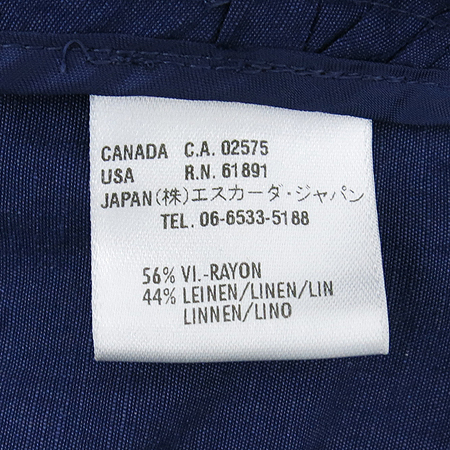 CANADA C.A. 02575
USA R.N. 61891
JAPAN(株)エスカーダ・ジャパン
TEL. 06-6533-5188
56% VI.-RAYON
44% LEINEN/LINEN/LIN
LINNEN/LINO